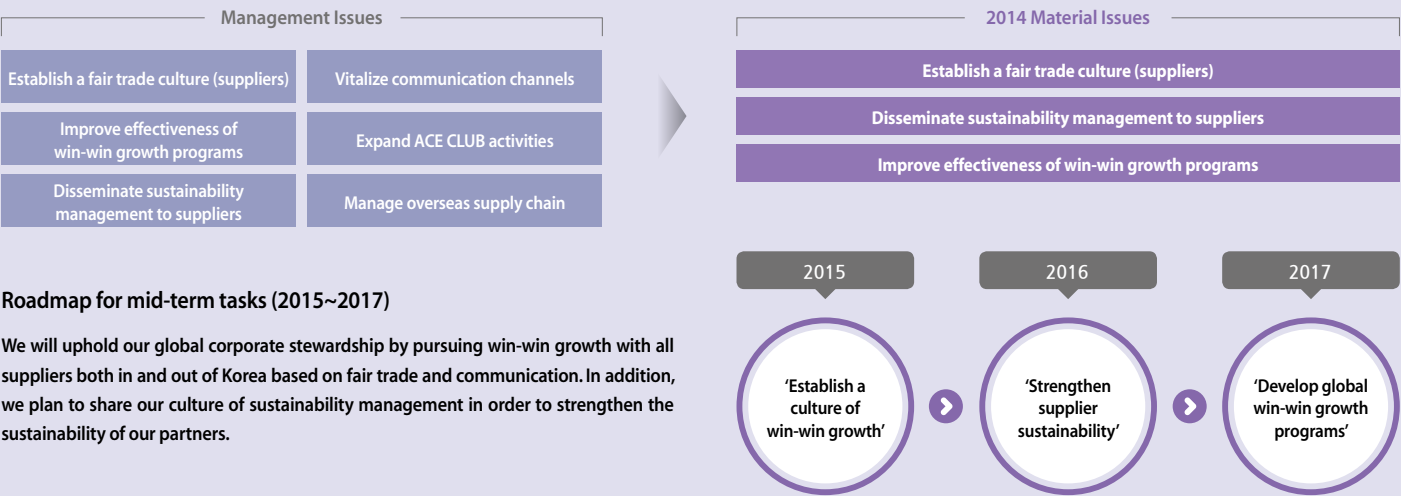 Management Issues
Establish a fair trade culture (suppliers)
Vitalize communication channels
Improve effectiveness of
win-win growth programs
Expand ACE CLUB activities
Disseminate sustainability
management to suppliers
Manage overseas supply chain
2014 Material Issues
Establish a fair trade culture (suppliers)
Disseminate sustainability management to suppliers
Improve effectiveness of win-win growth programs
Roadmap for mid-term tasks (2015~2017)
We will uphold our global corporate stewardship by pursuing win-win growth with all
suppliers both in and out of Korea based on fair trade and communication. In addition,
we plan to share our culture of sustainability management in order to strengthen the
sustainability of our partners.
2015
‘Establish a
culture of
win-win growth’
2016
‘Strengthen
supplier
sustainability’
2017
‘Develop global
win-win growth
programs’